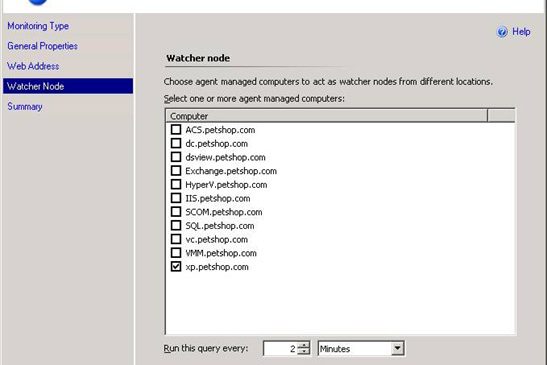 Monitoring Type
General Properties
Web Address
Watcher Node
Summary
Help
Watcher node
Choose agent managed computers to act as watcher nodes from different locations.
Select one or more agent managed computers:
Computer
ACS.petshop.com
dc.petshop.com
dsview.petshop.com
Exchange.petshop.com
HyperV.petshop.com
IIS.petshop.com
SCOM.petshop.com
SQL.petshop.com
vc.petshop.com
VMM.petshop.com
xp.petshop.com
Run this query every: 2 Minutes